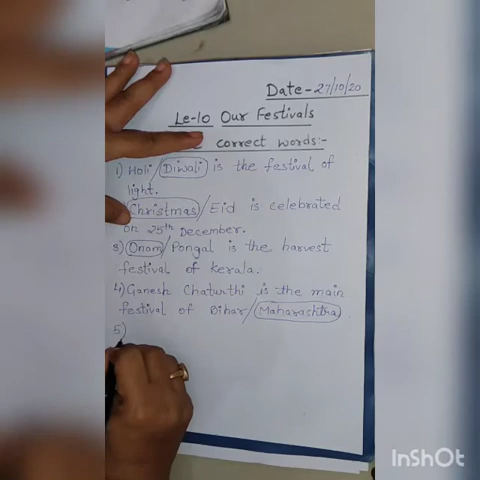 Date-27/10/20
Le-10 Our Festivals
correct words:-
1) Holi/Diwali is the festival of
light.
Christmas/Eid is celebrated
on 25th December.
3) Onam/Pongal is the harvest
festival of Kerala.
4) Ganesh Chaturthi is the main
festival of Bihar/Maharashtra.
5)
InShOt